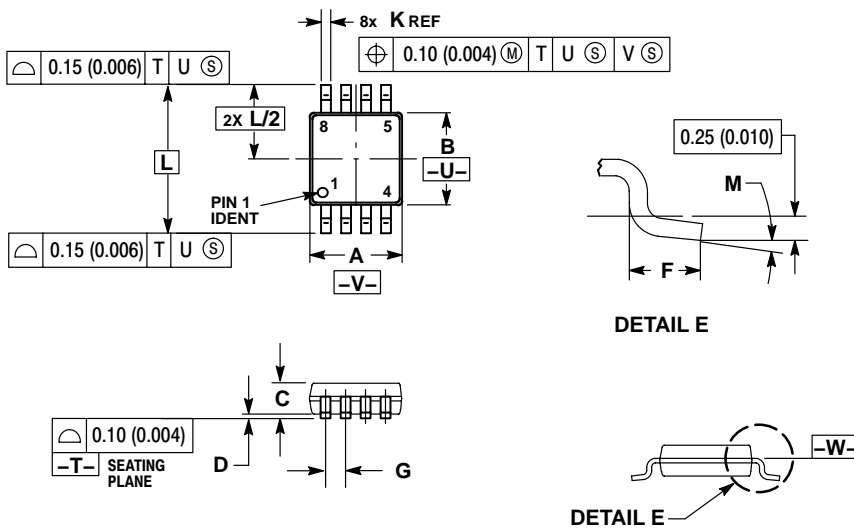 8x K REF
⌖ 0.10 (0.004) Ⓜ T U Ⓢ V Ⓢ
⌓ 0.15 (0.006) T U Ⓢ
2X L/2
8 5
B
–U–
L
PIN 1
IDENT
1 4
⌓ 0.15 (0.006) T U Ⓢ
A
–V–
0.25 (0.010)
M
F
DETAIL E
C
⌓ 0.10 (0.004)
–T– SEATING
PLANE
D
G
–W–
DETAIL E